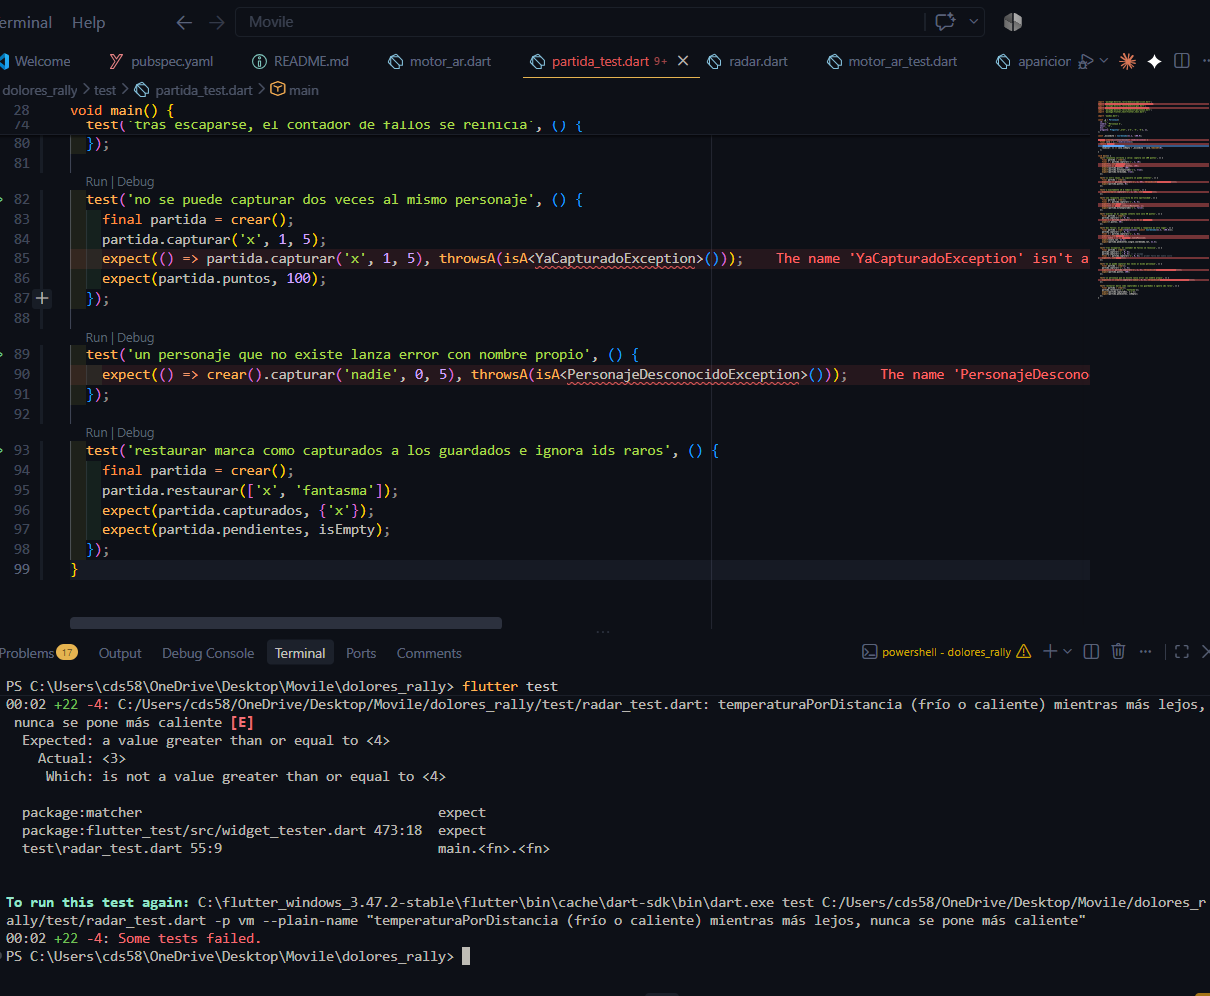 erminal Help Movile
Welcome pubspec.yaml README.md motor_ar.dart partida_test.dart 9+ radar.dart motor_ar_test.dart aparicion
dolores_rally > test > partida_test.dart > main
28 void main() {
74 test('tras escaparse, el contador de fallos se reinicia', () {
80 });
81
Run | Debug
82 test('no se puede capturar dos veces al mismo personaje', () {
83 final partida = crear();
84 partida.capturar('x', 1, 5);
85 expect(() => partida.capturar('x', 1, 5), throwsA(isA<YaCapturadoException>())); The name 'YaCapturadoException' isn't a
86 expect(partida.puntos, 100);
87 });
88
Run | Debug
89 test('un personaje que no existe lanza error con nombre propio', () {
90 expect(() => crear().capturar('nadie', 0, 5), throwsA(isA<PersonajeDesconocidoException>())); The name 'PersonajeDescono
91 });
92
Run | Debug
93 test('restaurar marca como capturados a los guardados e ignora ids raros', () {
94 final partida = crear();
95 partida.restaurar(['x', 'fantasma']);
96 expect(partida.capturados, {'x'});
97 expect(partida.pendientes, isEmpty);
98 });
99 }
Problems 17 Output Debug Console Terminal Ports Comments powershell - dolores_rally
PS C:\Users\cds58\OneDrive\Desktop\Movile\dolores_rally> flutter test
00:02 +22 -4: C:/Users/cds58/OneDrive/Desktop/Movile/dolores_rally/test/radar_test.dart: temperaturaPorDistancia (frío o caliente) mientras más lejos,
nunca se pone más caliente [E]
Expected: a value greater than or equal to <4>
Actual: <3>
Which: is not a value greater than or equal to <4>
package:matcher expect
package:flutter_test/src/widget_tester.dart 473:18 expect
test\radar_test.dart 55:9 main.<fn>.<fn>
To run this test again: C:\flutter_windows_3.47.2-stable\flutter\bin\cache\dart-sdk\bin\dart.exe test C:/Users/cds58/OneDrive/Desktop/Movile/dolores_r
ally/test/radar_test.dart -p vm --plain-name "temperaturaPorDistancia (frío o caliente) mientras más lejos, nunca se pone más caliente"
00:02 +22 -4: Some tests failed.
PS C:\Users\cds58\OneDrive\Desktop\Movile\dolores_rally>